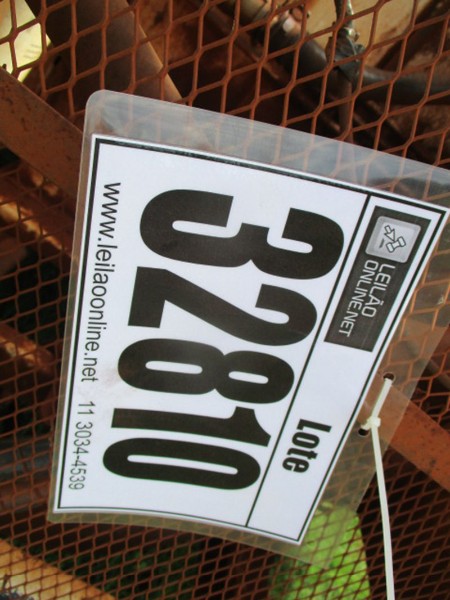 LEILÃO
ONLINE.NET
Lote
32810
www.leilaoonline.net 11 3034-4539